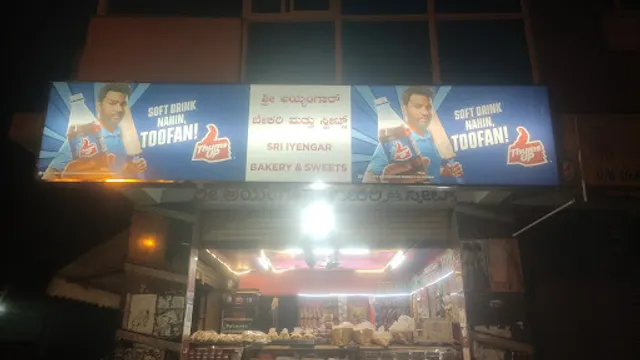 SOFT DRINK
NAHIN,
TOOFAN!
Thums up
ಶ್ರೀ ಅಯ್ಯಂಗಾರ್
ಬೇಕರಿ ಮತ್ತು ಸ್ವೀಟ್ಸ್
SRI IYENGAR
BAKERY & SWEETS
SOFT DRINK
NAHIN,
TOOFAN!
Thums up